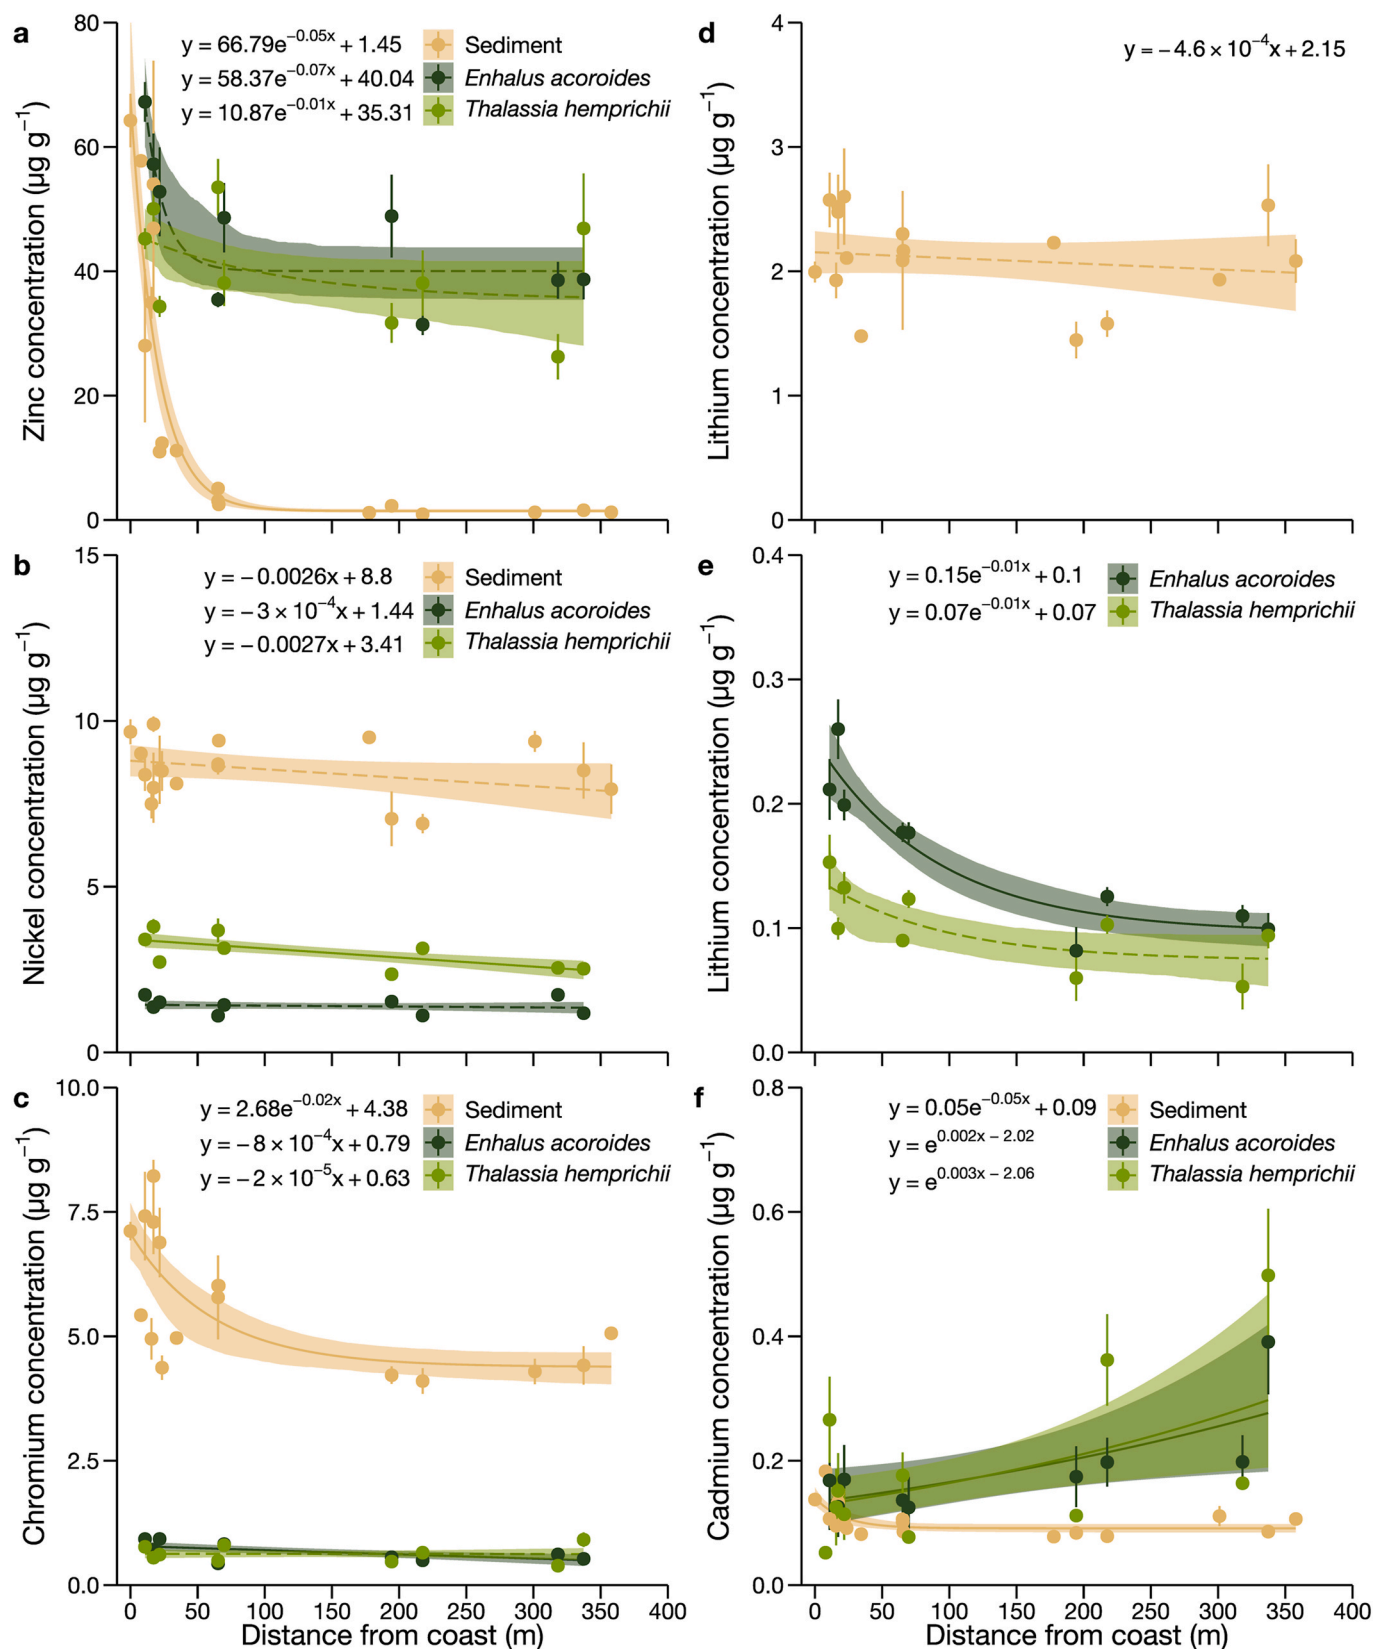 a
Zinc concentration (µg g⁻¹)
80
60
40
20
0
y = 66.79e^−0.05x + 1.45 Sediment
y = 58.37e^−0.07x + 40.04 Enhalus acoroides
y = 10.87e^−0.01x + 35.31 Thalassia hemprichii
b
Nickel concentration (µg g⁻¹)
15
10
5
0
y = −0.0026x + 8.8 Sediment
y = −3 × 10⁻⁴x + 1.44 Enhalus acoroides
y = −0.0027x + 3.41 Thalassia hemprichii
c
Chromium concentration (µg g⁻¹)
10.0
7.5
5.0
2.5
0.0
y = 2.68e^−0.02x + 4.38 Sediment
y = −8 × 10⁻⁴x + 0.79 Enhalus acoroides
y = −2 × 10⁻⁵x + 0.63 Thalassia hemprichii
0 50 100 150 200 250 300 350 400
Distance from coast (m)
d
Lithium concentration (µg g⁻¹)
4
3
2
1
0
y = −4.6 × 10⁻⁴x + 2.15
e
Lithium concentration (µg g⁻¹)
0.4
0.3
0.2
0.1
0.0
y = 0.15e^−0.01x + 0.1 Enhalus acoroides
y = 0.07e^−0.01x + 0.07 Thalassia hemprichii
f
Cadmium concentration (µg g⁻¹)
0.8
0.6
0.4
0.2
0.0
y = 0.05e^−0.05x + 0.09 Sediment
y = e^0.002x − 2.02 Enhalus acoroides
y = e^0.003x − 2.06 Thalassia hemprichii
0 50 100 150 200 250 300 350 400
Distance from coast (m)